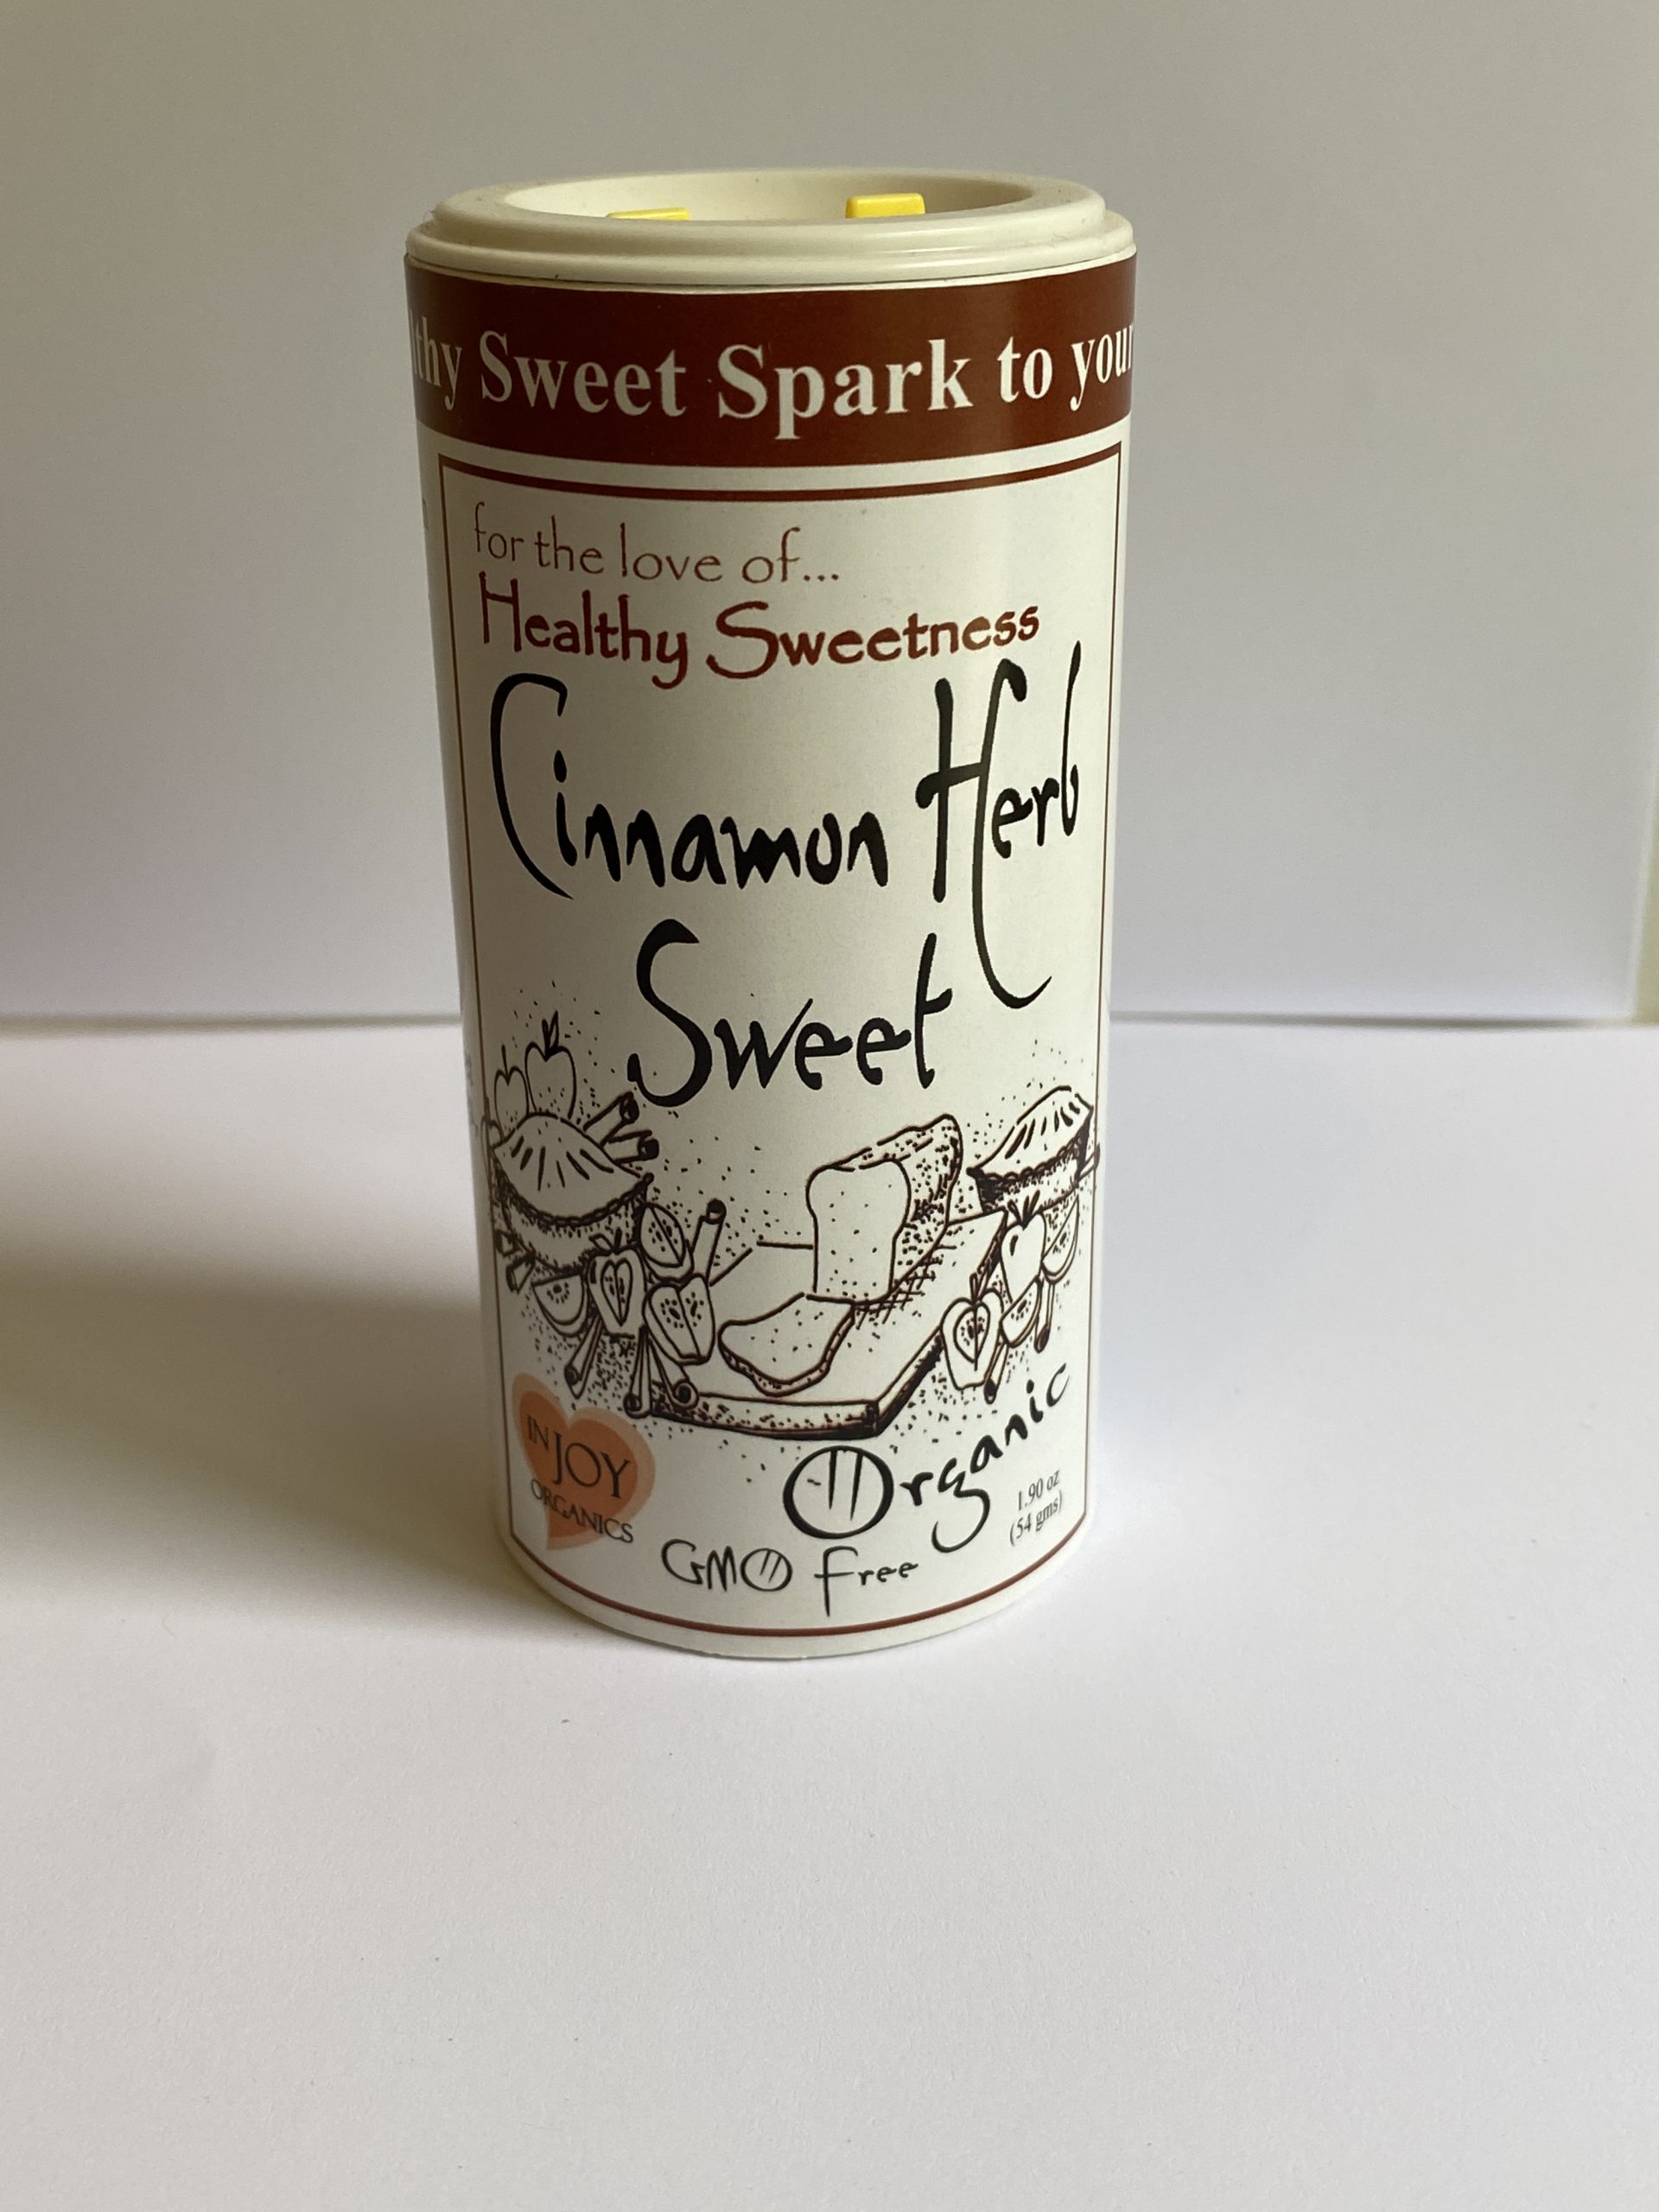 thy Sweet Spark to your
for the love of...
Healthy Sweetness
Cinnamon Herb
Sweet
IN JOY
ORGANICS
Organic
1.90 oz
(54 gms)
GMO free